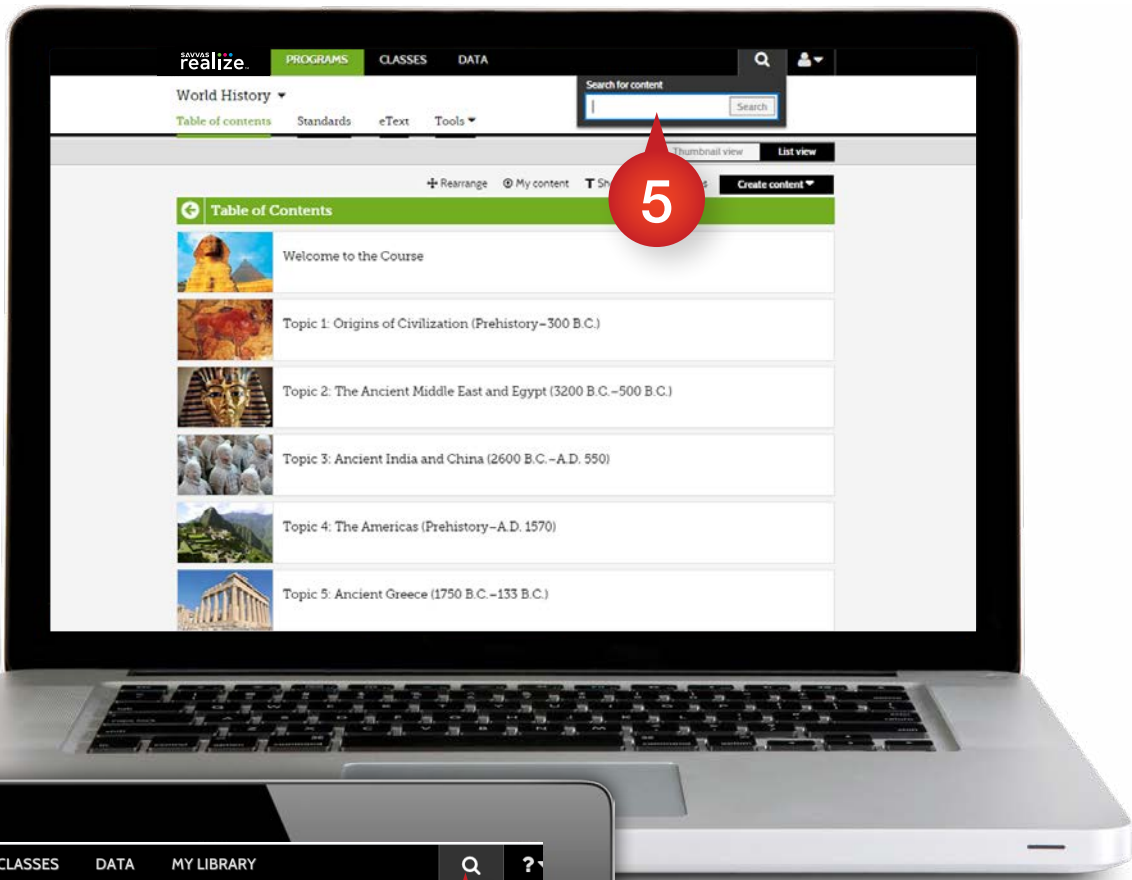 SAVVAS
realize.
PROGRAMS CLASSES DATA
Search for content
Search
World History
Table of contents Standards eText Tools
Thumbnail view List view
Rearrange My content Create content
5
Table of Contents
Welcome to the Course
Topic 1: Origins of Civilization (Prehistory–300 B.C.)
Topic 2: The Ancient Middle East and Egypt (3200 B.C.–500 B.C.)
Topic 3: Ancient India and China (2600 B.C.–A.D. 550)
Topic 4: The Americas (Prehistory–A.D. 1570)
Topic 5: Ancient Greece (1750 B.C.–133 B.C.)
CLASSES DATA MY LIBRARY ?